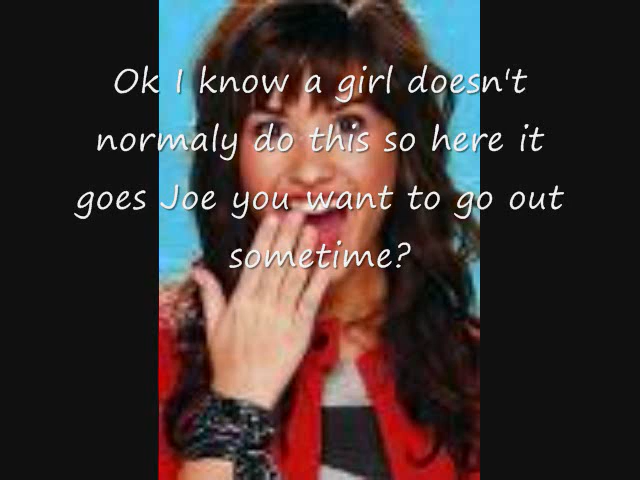 Ok I know a girl doesn't
normaly do this so here it
goes Joe you want to go out
sometime?